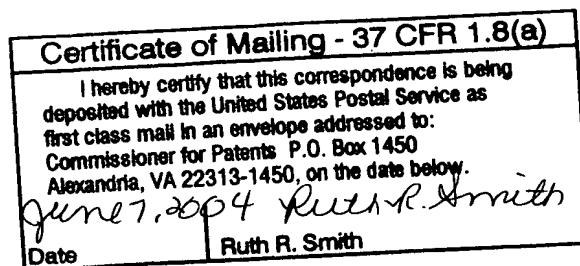 Certificate of Mailing - 37 CFR 1.8(a)
I hereby certify that this correspondence is being
deposited with the United States Postal Service as
first class mail in an envelope addressed to:
Commissioner for Patents P.O. Box 1450
Alexandria, VA 22313-1450, on the date below.
June 7, 2004 Ruth R. Smith
Date Ruth R. Smith